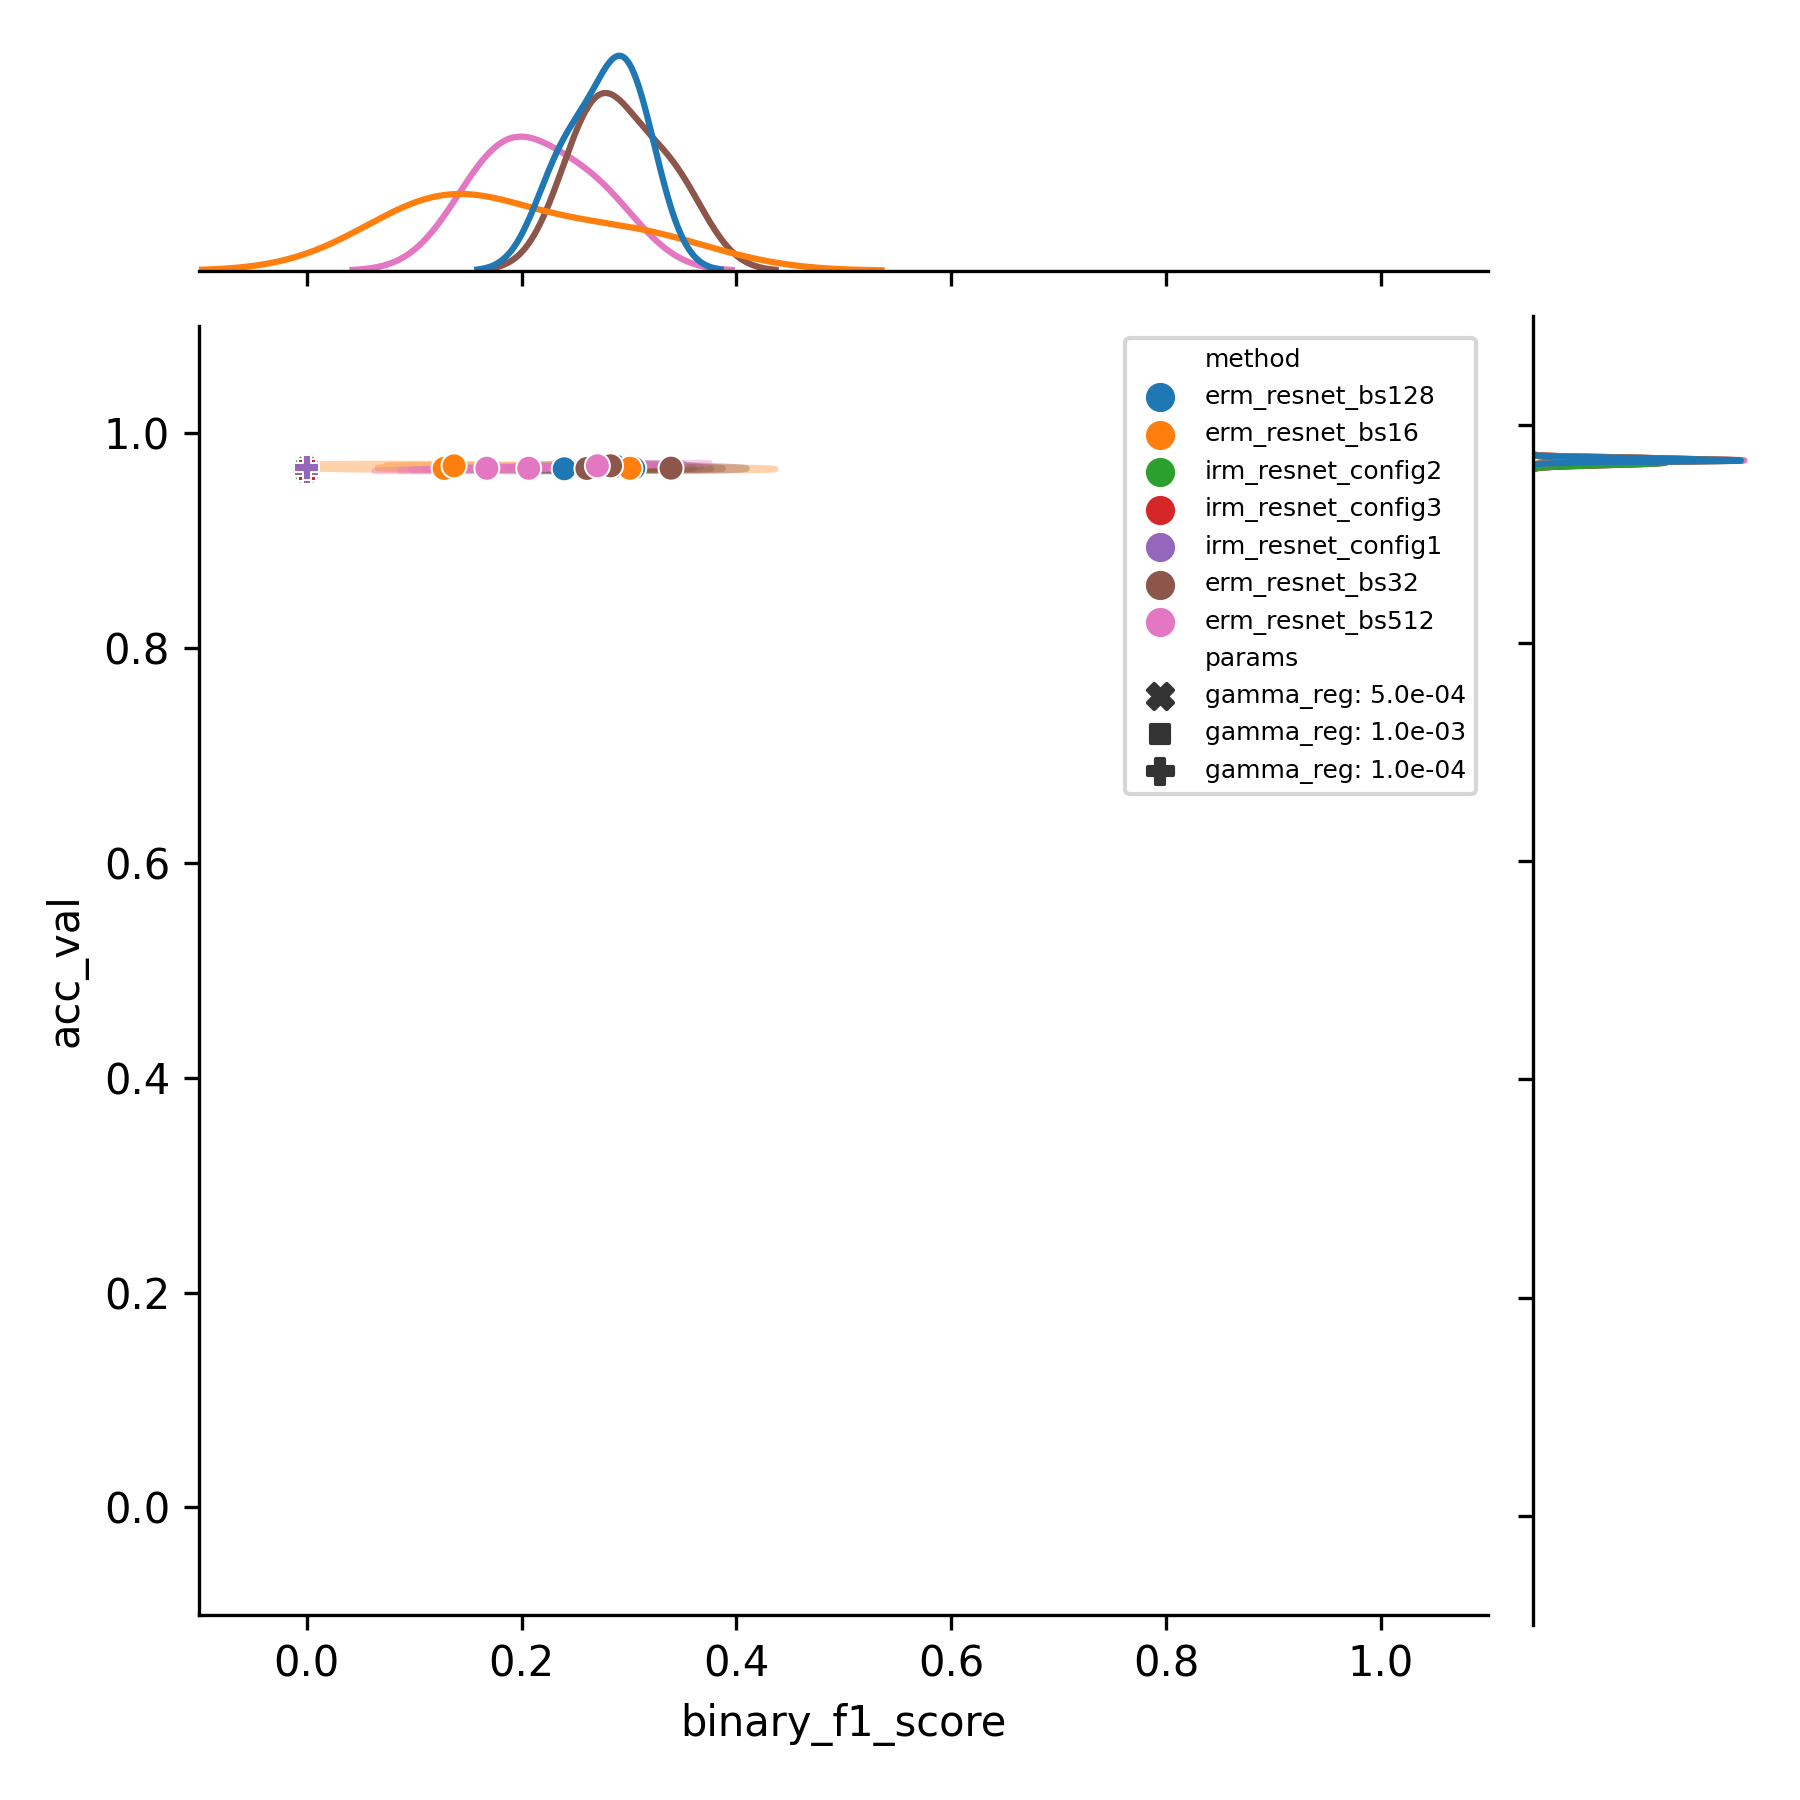 method
erm_resnet_bs128
erm_resnet_bs16
irm_resnet_config2
irm_resnet_config3
irm_resnet_config1
erm_resnet_bs32
erm_resnet_bs512
params
gamma_reg: 5.0e-04
gamma_reg: 1.0e-03
gamma_reg: 1.0e-04
1.0
0.8
0.6
0.4
0.2
0.0
acc_val
0.0 0.2 0.4 0.6 0.8 1.0
binary_f1_score